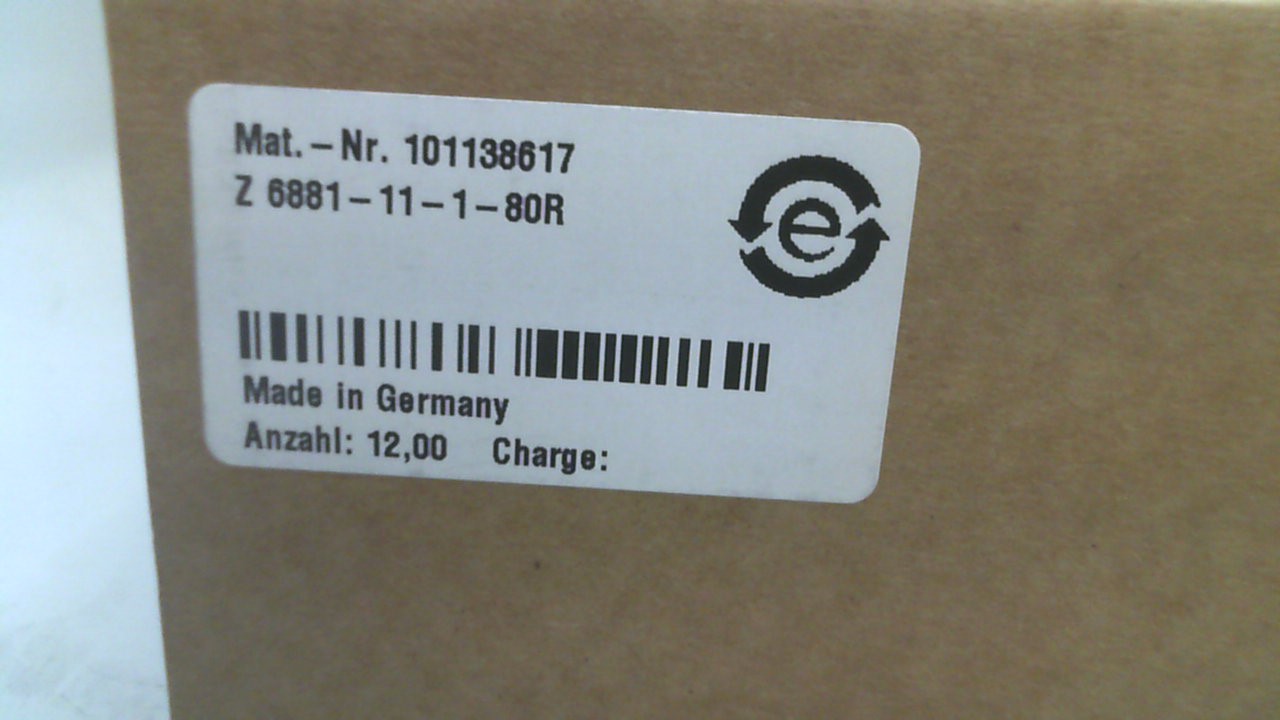 Mat.-Nr. 101138617
Z 6881-11-1-80R
e
Made in Germany
Anzahl: 12,00 Charge: